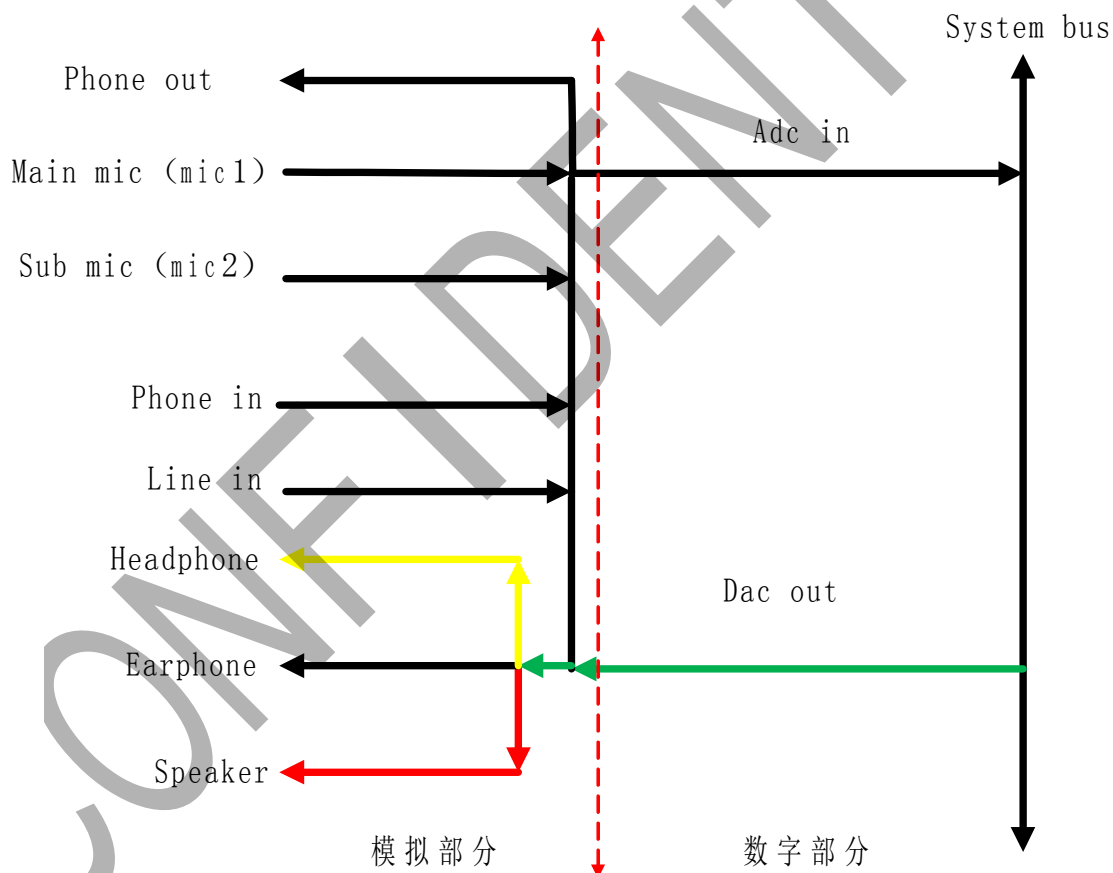 System bus
Phone out
Adc in
Main mic (mic1)
Sub mic (mic2)
Phone in
Line in
Headphone
Dac out
Earphone
Speaker
模拟部分
数字部分
CONFIDENT